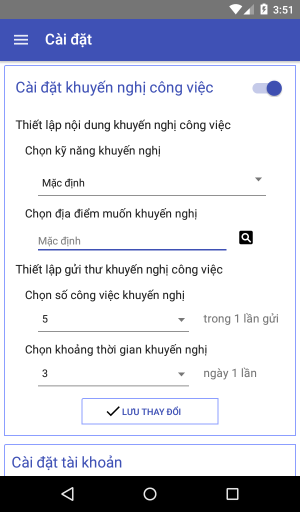 3:51
Cài đặt
Cài đặt khuyến nghị công việc
Thiết lập nội dung khuyến nghị công việc
Chọn kỹ năng khuyến nghị
Mặc định
Chọn địa điểm muốn khuyến nghị
Mặc định
Thiết lập gửi thư khuyến nghị công việc
Chọn số công việc khuyến nghị
5 trong 1 lần gửi
Chọn khoảng thời gian khuyến nghị
3 ngày 1 lần
LƯU THAY ĐỔI
Cài đặt tài khoản